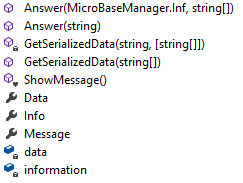 Answer(MicroBaseManager.Inf, string[])
Answer(string)
GetSerializedData(string, [string[]])
GetSerializedData(string[])
ShowMessage()
Data
Info
Message
data
information